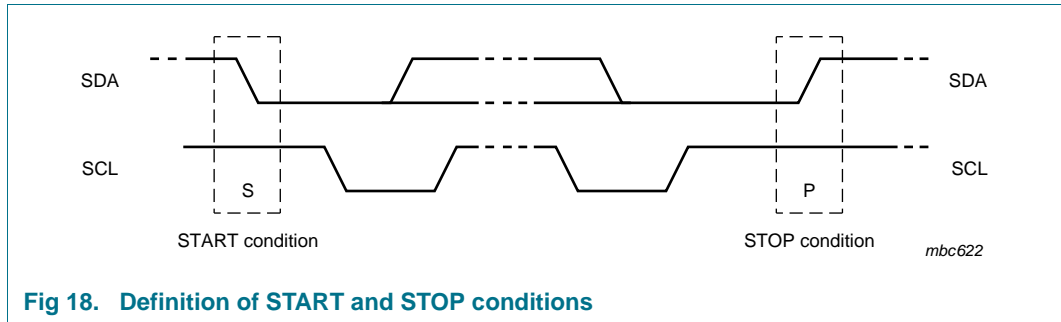 SDA SDA
SCL SCL
S P
START condition STOP condition
mbc622
Fig 18. Definition of START and STOP conditions